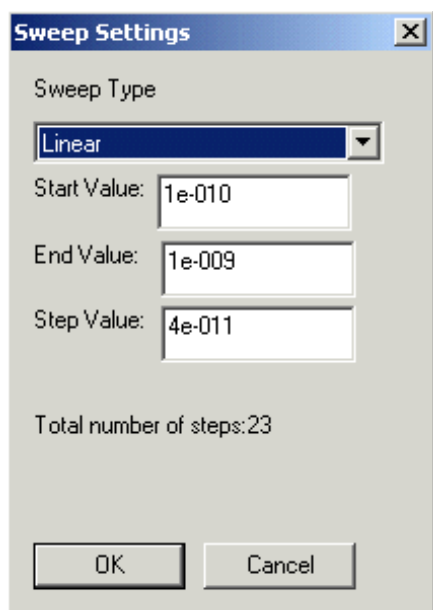 Sweep Settings
Sweep Type
Linear
Start Value: 1e-010
End Value: 1e-009
Step Value: 4e-011
Total number of steps:23
OK Cancel